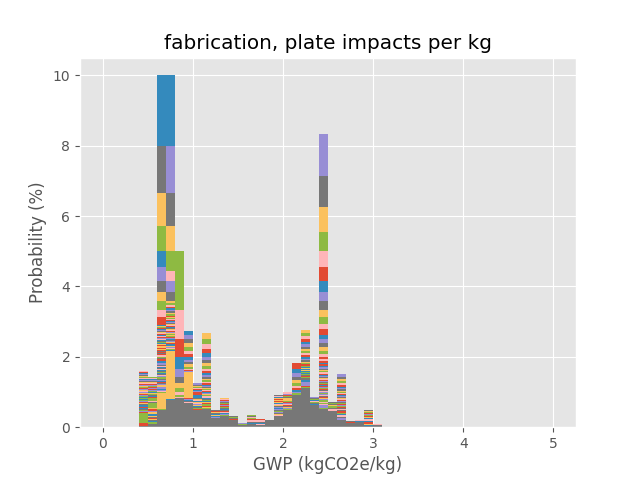 fabrication, plate impacts per kg
Probability (%)
10
8
6
4
2
0
0 1 2 3 4 5
GWP (kgCO2e/kg)